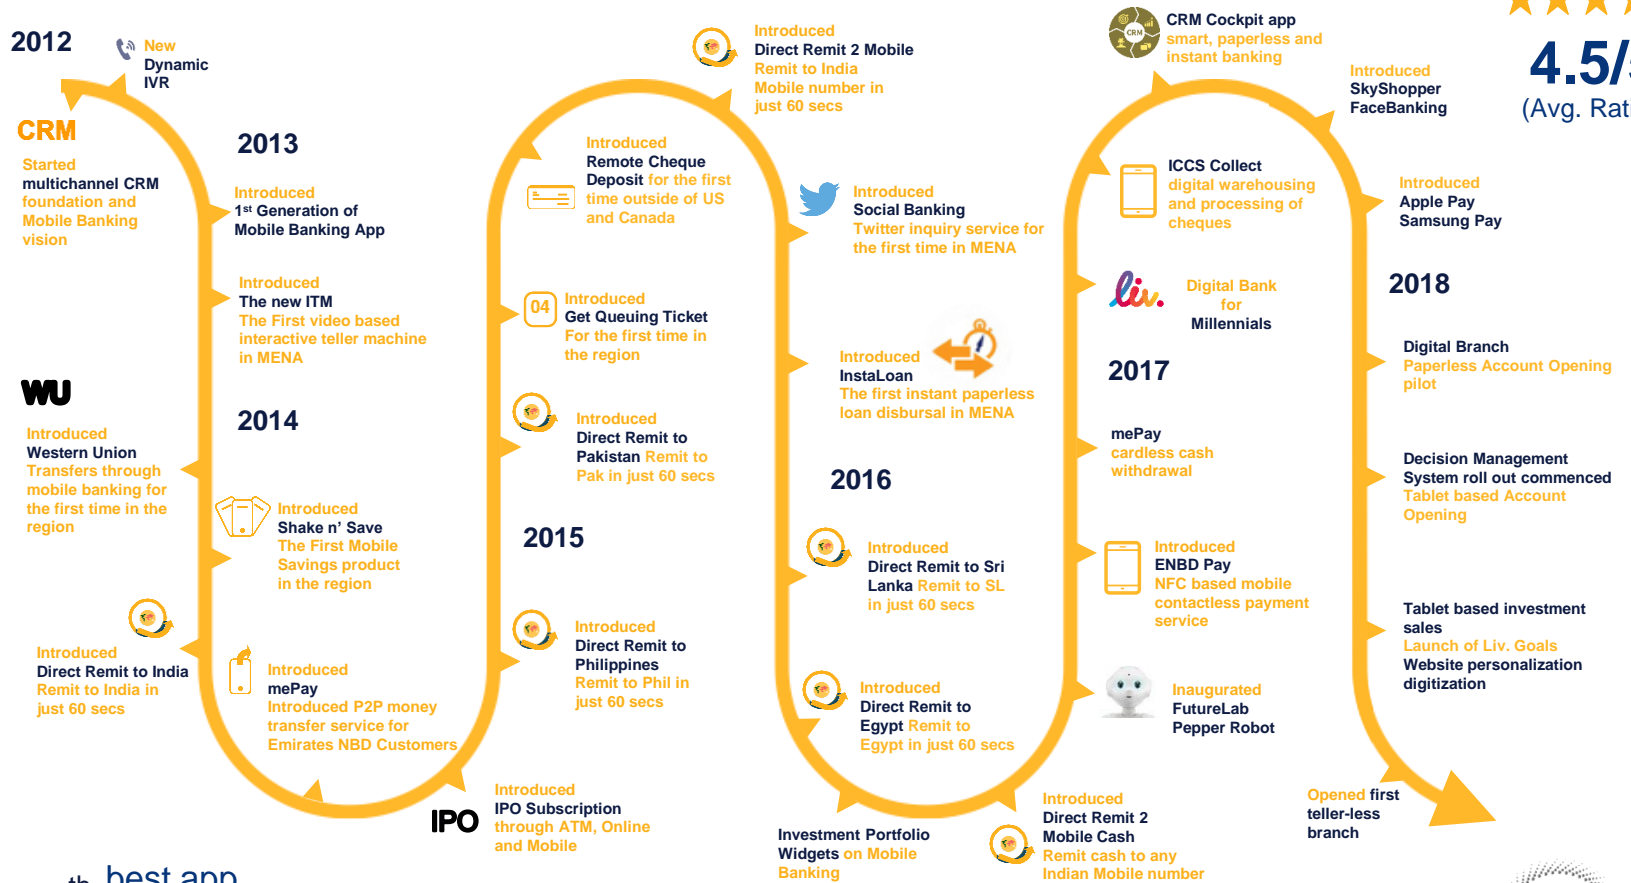 2012
New
Dynamic
IVR
CRM
Started
multichannel CRM
foundation and
Mobile Banking
vision
2013
Introduced
1st Generation of
Mobile Banking App
Introduced
The new ITM
The First video based
interactive teller machine
in MENA
WU
Introduced
Western Union
Transfers through
mobile banking for
the first time in the
region
2014
Introduced
Shake n’ Save
The First Mobile
Savings product
in the region
Introduced
Direct Remit to India
Remit to India in
just 60 secs
Introduced
mePay
Introduced P2P money
transfer service for
Emirates NBD Customers
IPO
Introduced
IPO Subscription
through ATM, Online
and Mobile
2015
Introduced
Direct Remit to
Philippines
Remit to Phil in
just 60 secs
Introduced
Direct Remit to
Pakistan Remit to
Pak in just 60 secs
04
Introduced
Get Queuing Ticket
For the first time in
the region
Introduced
Remote Cheque
Deposit for the first
time outside of US
and Canada
Introduced
Direct Remit 2 Mobile
Remit to India
Mobile number in
just 60 secs
Introduced
Social Banking
Twitter inquiry service for
the first time in MENA
Introduced
InstaLoan
The first instant paperless
loan disbursal in MENA
2016
Introduced
Direct Remit to Sri
Lanka Remit to SL
in just 60 secs
Introduced
Direct Remit to
Egypt Remit to
Egypt in just 60 secs
Investment Portfolio
Widgets on Mobile
Banking
Introduced
Direct Remit 2
Mobile Cash
Remit cash to any
Indian Mobile number
Inaugurated
FutureLab
Pepper Robot
Introduced
ENBD Pay
NFC based mobile
contactless payment
service
mePay
cardless cash
withdrawal
2017
liv.
Digital Bank
for
Millennials
ICCS Collect
digital warehousing
and processing of
cheques
CRM
CRM Cockpit app
smart, paperless and
instant banking
Introduced
SkyShopper
FaceBanking
Introduced
Apple Pay
Samsung Pay
2018
Digital Branch
Paperless Account Opening
pilot
Decision Management
System roll out commenced
Tablet based Account
Opening
Tablet based investment
sales
Launch of Liv. Goals
Website personalization
digitization
Opened first
teller-less
branch
4.5/
(Avg. Rati
th best app